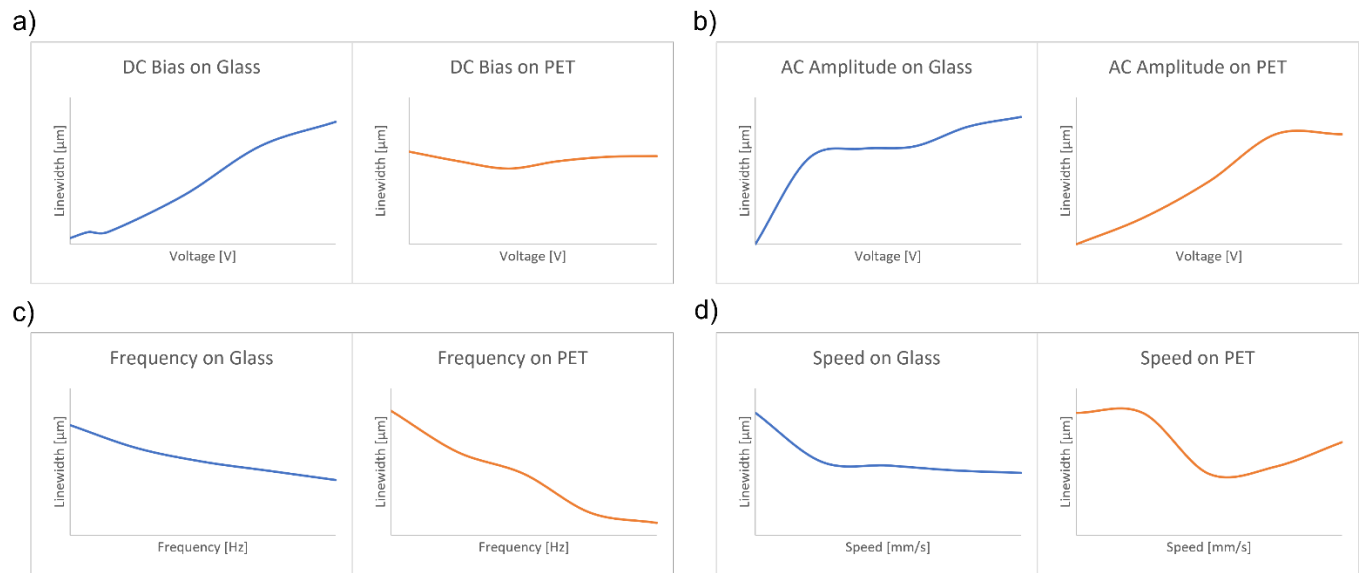 a)
DC Bias on Glass
Linewidth [µm]
Voltage [V]
DC Bias on PET
Linewidth [µm]
Voltage [V]
b)
AC Amplitude on Glass
Linewidth [µm]
Voltage [V]
AC Amplitude on PET
Linewidth [µm]
Voltage [V]
c)
Frequency on Glass
Linewidth [µm]
Frequency [Hz]
Frequency on PET
Linewidth [µm]
Frequency [Hz]
d)
Speed on Glass
Linewidth [µm]
Speed [mm/s]
Speed on PET
Linewidth [µm]
Speed [mm/s]